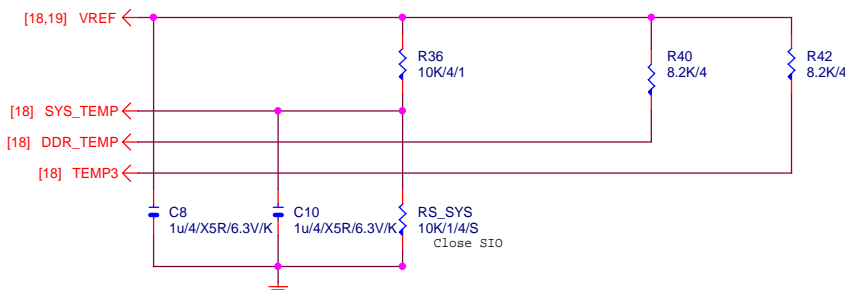 [18,19] VREF
R36
10K/4/1
R40
8.2K/4
R42
8.2K/4
[18] SYS_TEMP
[18] DDR_TEMP
[18] TEMP3
C8
1u/4/X5R/6.3V/K
C10
1u/4/X5R/6.3V/K
RS_SYS
10K/1/4/S
Close SIO